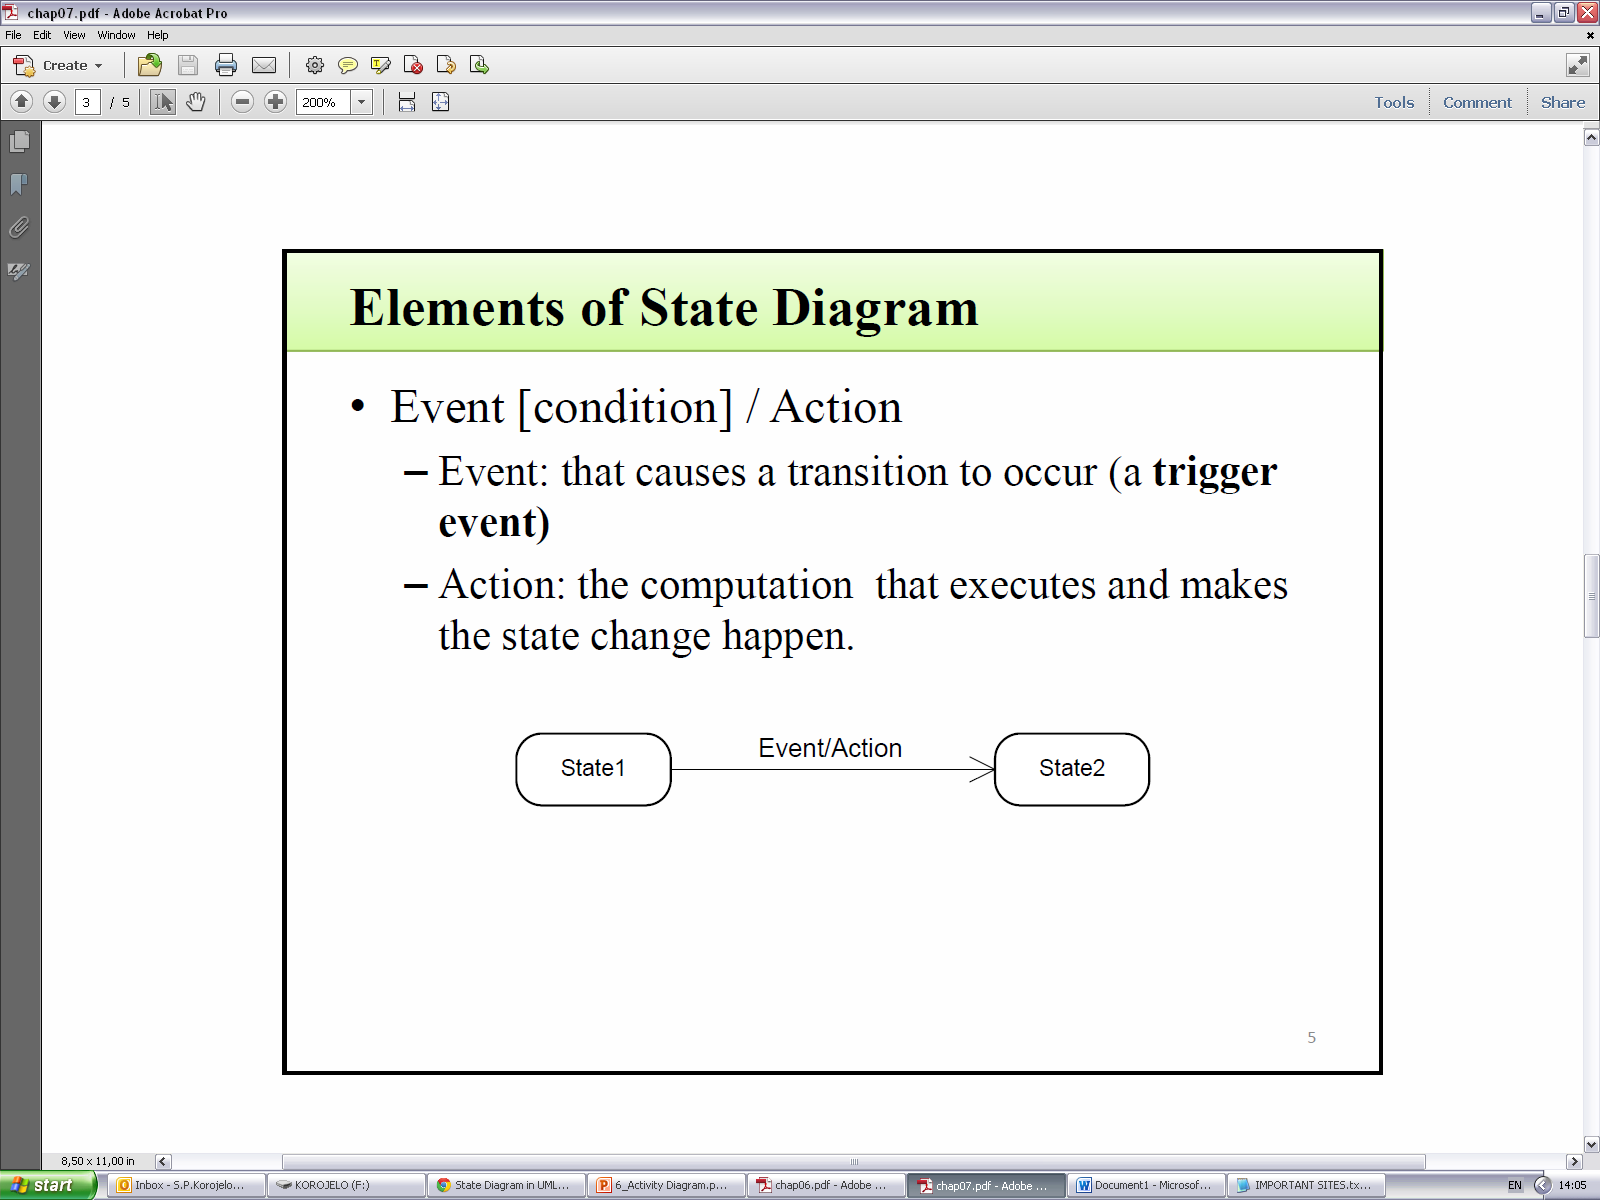 chap07.pdf - Adobe Acrobat Pro
File Edit View Window Help
Create
3 / 5 200% Tools Comment Share
Elements of State Diagram
• Event [condition] / Action
– Event: that causes a transition to occur (a trigger
event)
– Action: the computation that executes and makes
the state change happen.
Event/Action
State1 State2
5
8,50 x 11,00 in
start Inbox - S.P.Korojelo... KOROJELO (F:) State Diagram in UML... 6_Activity Diagram.p... chap06.pdf - Adobe ... chap07.pdf - Adobe ... Document1 - Microsof... IMPORTANT SITES.tx... EN 14:05